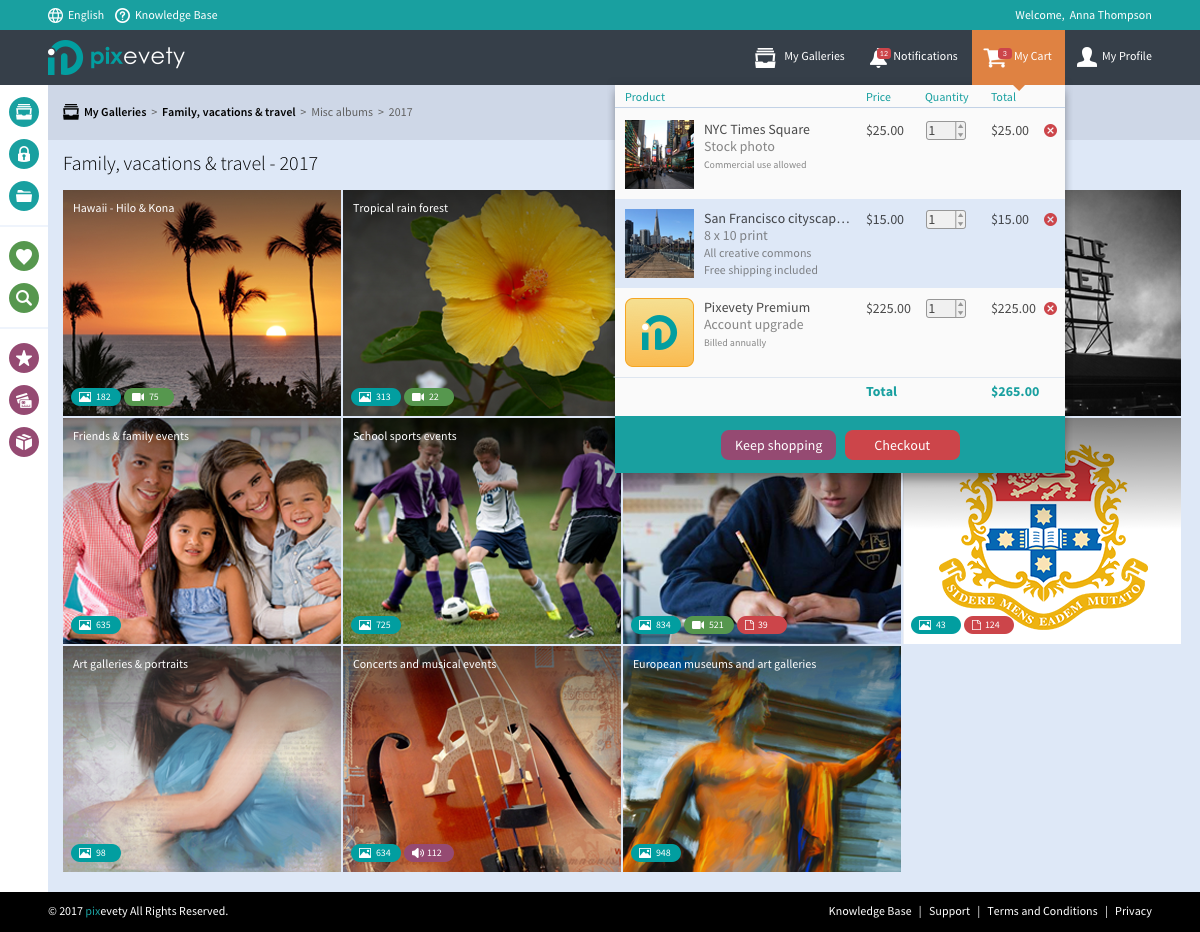 English
Knowledge Base
Welcome, Anna Thompson
pixevety
My Galleries
12
Notifications
3
My Cart
My Profile
My Galleries > Family, vacations & travel > Misc albums > 2017
Family, vacations & travel - 2017
Product Price Quantity Total
NYC Times Square $25.00 1 $25.00
Stock photo
Commercial use allowed
San Francisco cityscap... $15.00 1 $15.00
8 x 10 print
All creative commons
Free shipping included
Pixevety Premium $225.00 1 $225.00
Account upgrade
Billed annually
Total $265.00
Keep shopping
Checkout
Hawaii - Hilo & Kona
182 75
Tropical rain forest
313 22
Friends & family events
635
School sports events
17
725
834 521 39
SIDERE MENS EADEM MUTATO
43 124
Art galleries & portraits
98
Concerts and musical events
634 112
European museums and art galleries
948
© 2017 pixevety All Rights Reserved.
Knowledge Base | Support | Terms and Conditions | Privacy